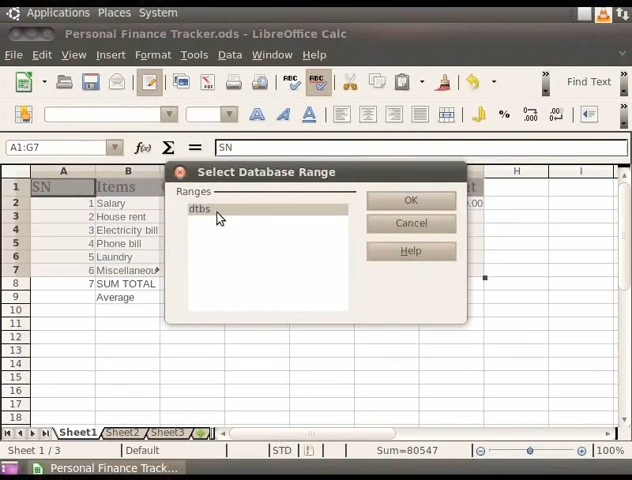 Applications Places System
Personal Finance Tracker.ods - LibreOffice Calc
File Edit View Insert Format Tools Data Window Help
ABC ABC Find Text
A A A %
A1:G7 f(x) Σ = SN
Select Database Range
Ranges
dtbs
OK
Cancel
Help
A B H I
1 SN Items
2 1 Salary
3 2 House rent
4 3 Electricity bill
5 4 Phone bill
6 5 Laundry
7 6 Miscellaneou
8 7 SUM TOTAL
9 Average
10
11
12
13
14
15
16
17
18
Sheet1 Sheet2 Sheet3
Sheet 1 / 3 Default STD Sum=80547 100%
Personal Finance Track...